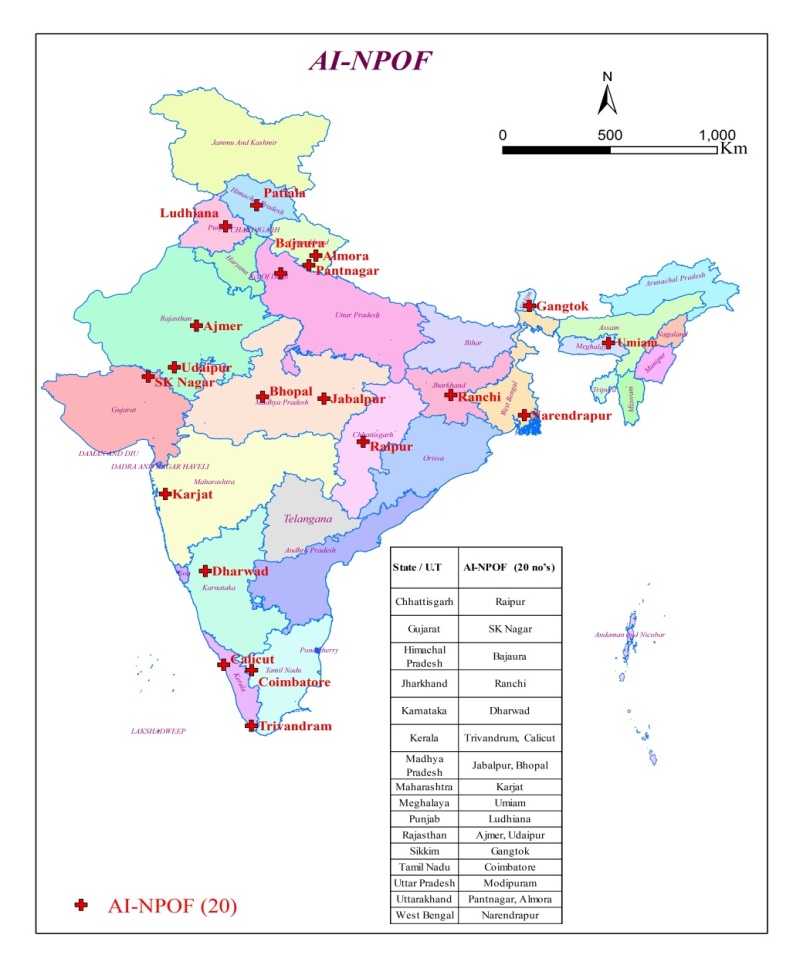 AI-NPOF
N
0 500 1,000
Km
Jammu And Kashmir
Pattala
Himachal Pradesh
Ludhiana
CHANDIGARH
Bajaura
Almora
Pantnagar
Haryana
Arunachal Pradesh
Gangtok
Rajasthan
Ajmer
Uttar Pradesh
Assam
Nagaland
Bihar
Umiam
Manipur
Udaipur
SK Nagar
Jharkhand
Tripura
Mizoram
Bhopal
Jabalpur
Madhya Pradesh
Ranchi
West Bengal
Gujarat
Narendrapur
Chhattisgarh
Raipur
Orissa
DAMAN AND DIU
DADRA AND NAGAR HAVELI
Maharashtra
Karjat
Telangana
Andhra Pradesh
Goa
Dharwad
Karnataka
Andaman and Nicobar
Calicut
Tamil Nadu
Kerala
Coimbatore
LAKSHADWEEP
Trivandram
State / U.T AI-NPOF (20 no's)
Chhattisgarh Raipur
Gujarat SK Nagar
Himachal
Pradesh Bajaura
Jharkhand Ranchi
Karnataka Dharwad
Kerala Trivandrum, Calicut
Madhya
Pradesh Jabalpur, Bhopal
Maharashtra Karjat
Meghalaya Umiam
Punjab Ludhiana
Rajasthan Ajmer, Udaipur
Sikkim Gangtok
Tamil Nadu Coimbatore
Uttar Pradesh Modipuram
Uttarakhand Pantnagar, Almora
West Bengal Narendrapur
AI-NPOF (20)